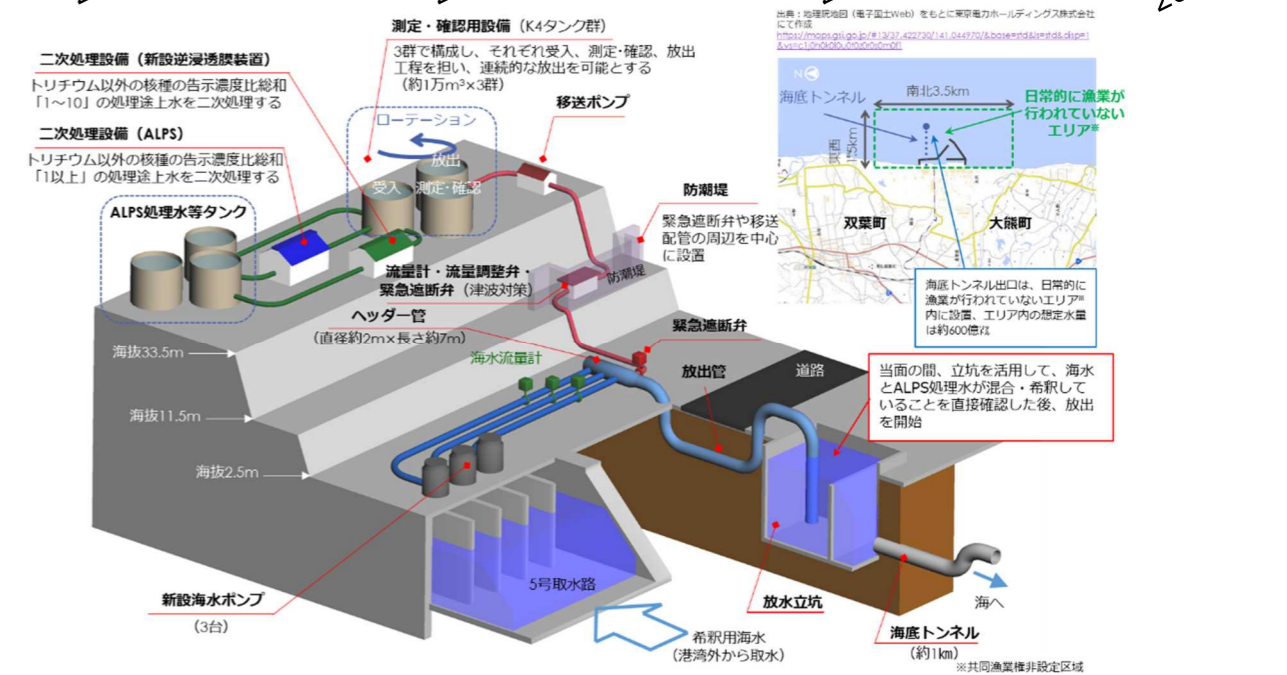 測定・確認用設備（K4タンク群）
3群で構成し、それぞれ受入、測定・確認、放出
工程を担い、連続的な放出を可能とする
（約1万m³×3群）
二次処理設備（新設逆浸透膜装置）
トリチウム以外の核種の告示濃度比総和
「1～10」の処理途上水を二次処理する
二次処理設備（ALPS）
トリチウム以外の核種の告示濃度比総和
「1以上」の処理途上水を二次処理する
ALPS処理水等タンク
ローテーション
放出
受入
測定・確認
移送ポンプ
防潮堤
緊急遮断弁や移送
配管の周辺を中心
に設置
防潮堤
流量計・流量調整弁・
緊急遮断弁（津波対策）
ヘッダー管
（直径約2m×長さ約7m）
海水流量計
緊急遮断弁
放出管
道路
海抜33.5m
海抜11.5m
海抜2.5m
新設海水ポンプ
（3台）
5号取水路
希釈用海水
（港湾外から取水）
放水立坑
海底トンネル
（約1km）
海へ
※共同漁業権非設定区域
当面の間、立坑を活用して、海水
とALPS処理水が混合・希釈して
いることを直接確認した後、放出
を開始
出典：地理院地図（電子国土Web）をもとに東京電力ホールディングス株式会社
にて作成
https://maps.gsi.go.jp/#13/37.422730/141.044970/&base=std&ls=std&disp=1
&vs=c1j0h0k0l0u0t0z0r0s0m0f1
N
海底トンネル
南北3.5km
東西
1.5km
日常的に漁業が
行われていない
エリア※
双葉町
大熊町
海底トンネル出口は、日常的に
漁業が行われていないエリア※
内に設置、エリア内の想定水量
は約600億ℓ